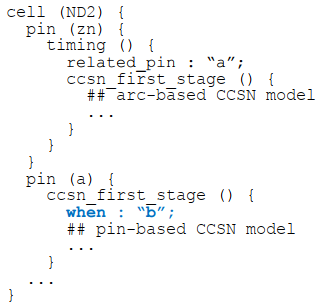 cell (ND2) {
pin (zn) {
timing () {
related_pin : “a”;
ccsn_first_stage () {
## arc-based CCSN model
...
}
}
}
pin (a) {
ccsn_first_stage () {
when : “b”;
## pin-based CCSN model
...
}
...
}